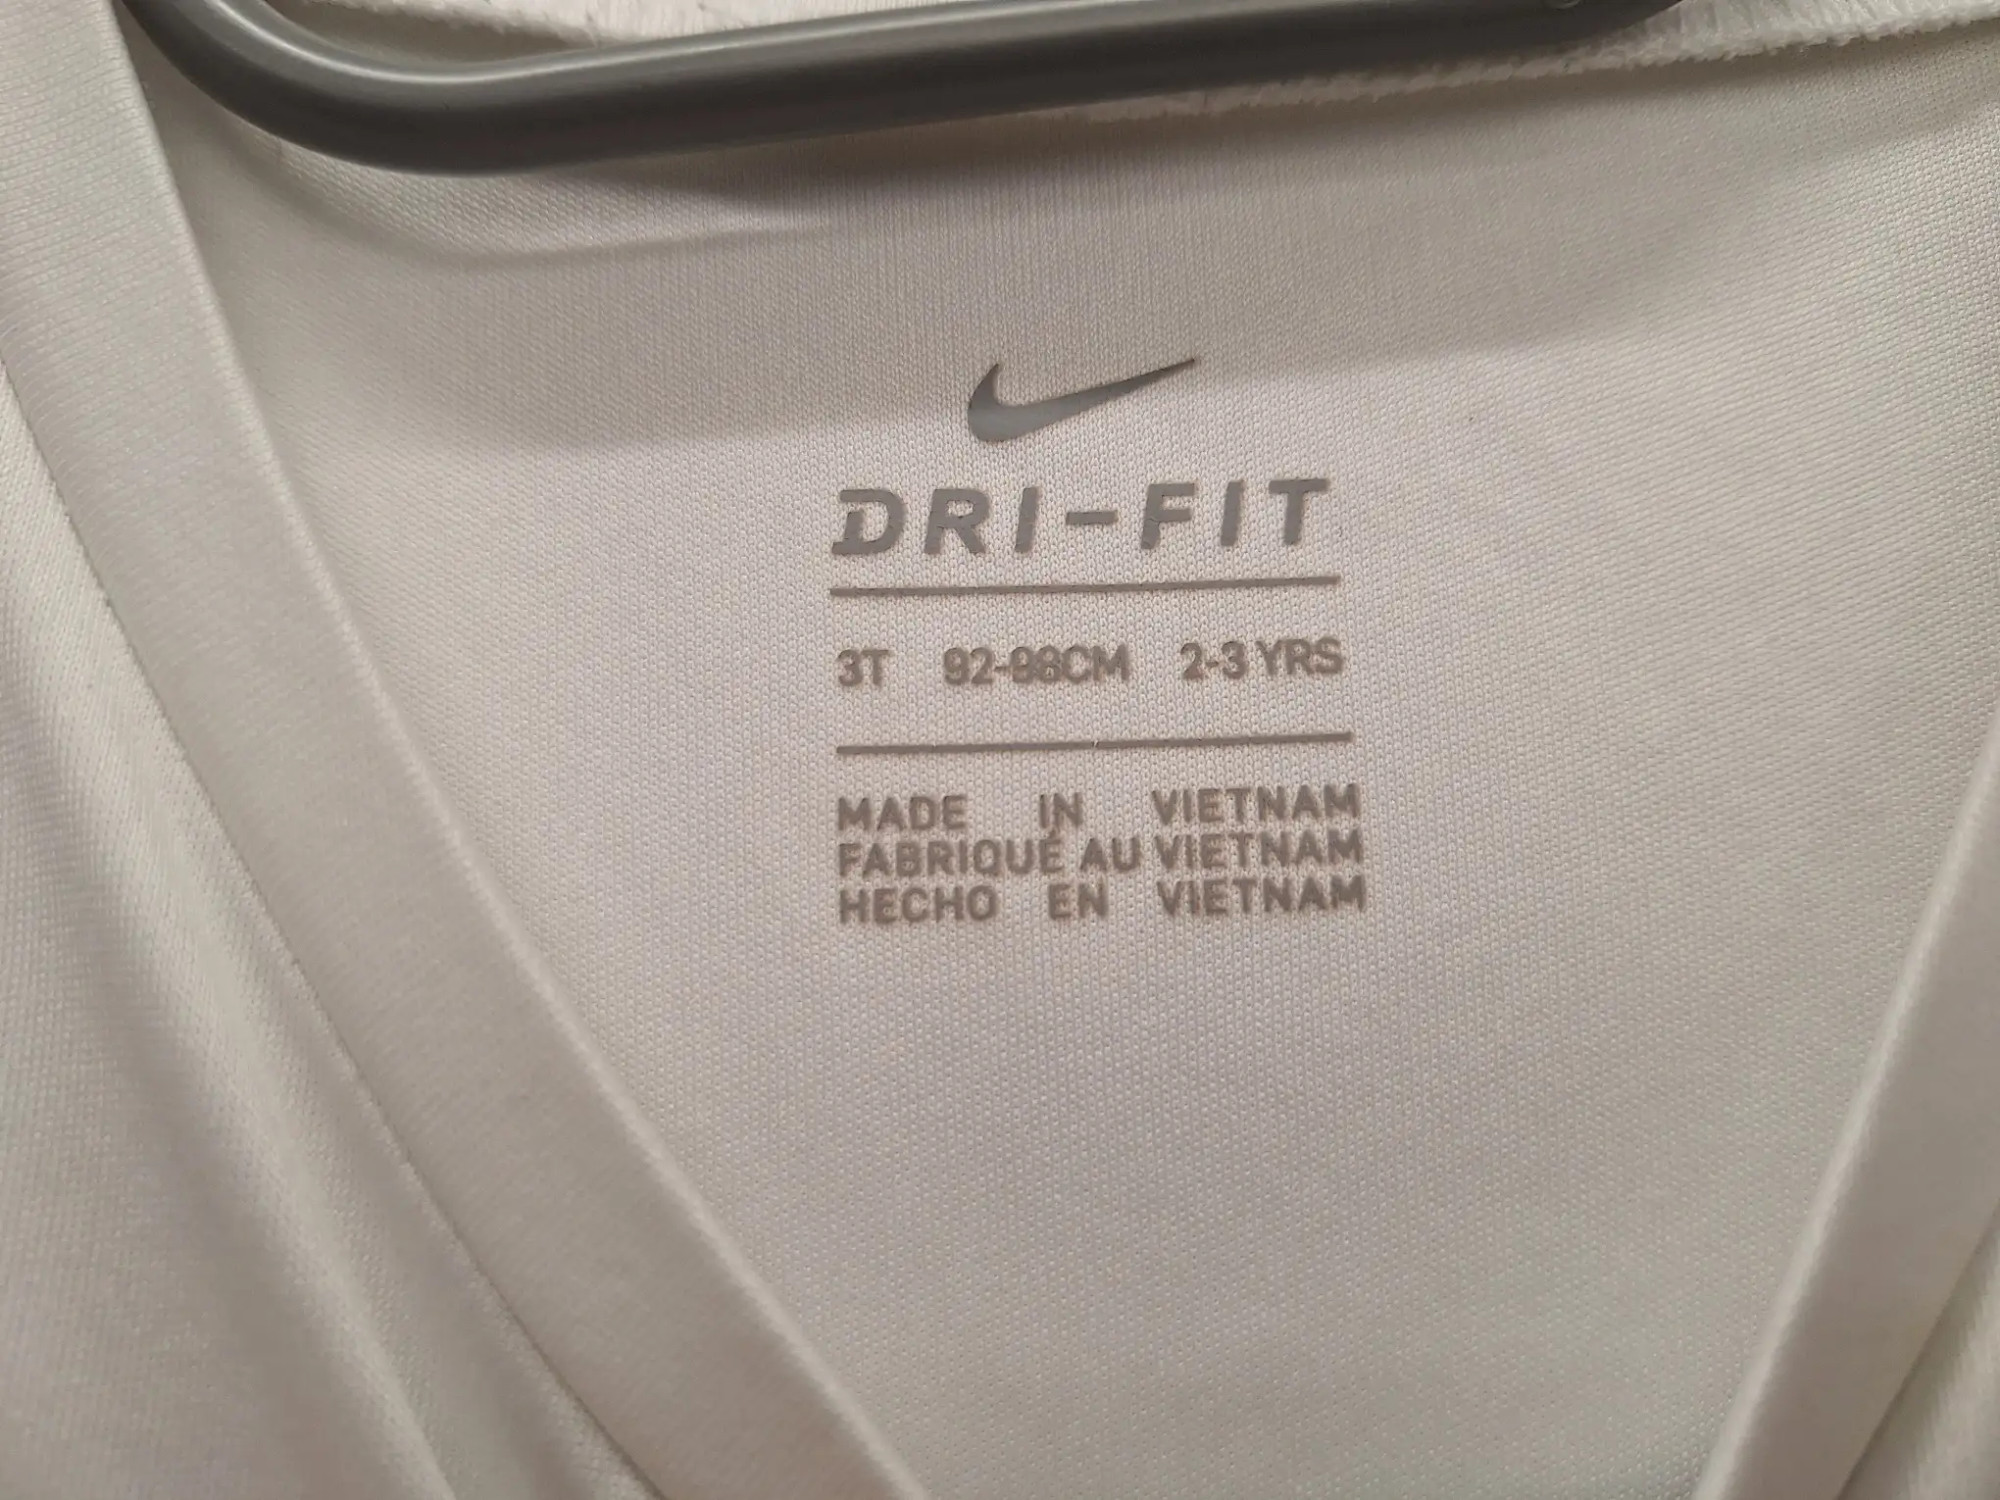 DRI-FIT
3T 92-98CM 2-3 YRS
MADE IN VIETNAM
FABRIQUÉ AU VIETNAM
HECHO EN VIETNAM